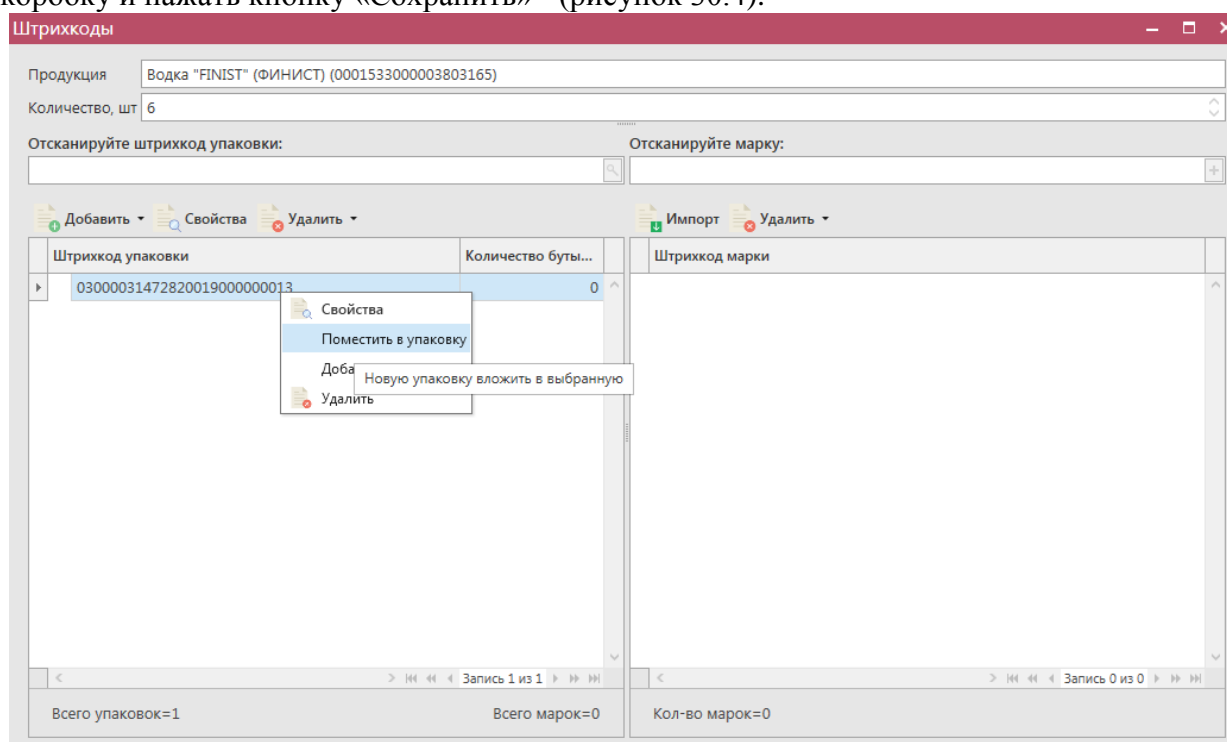 коробку и нажать кнопку «Сохранить» (рисунок 30.4).
Штрихкоды
Продукция Водка "FINIST" (ФИНИСТ) (0001533000003803165)
Количество, шт 6
Отсканируйте штрихкод упаковки: Отсканируйте марку:
Добавить Свойства Удалить Импорт Удалить
Штрихкод упаковки Количество буты... Штрихкод марки
03000031472820019000000013 0
Свойства
Поместить в упаковку
Доба
Новую упаковку вложить в выбранную
Удалить
Запись 1 из 1 Запись 0 из 0
Всего упаковок=1 Всего марок=0 Кол-во марок=0